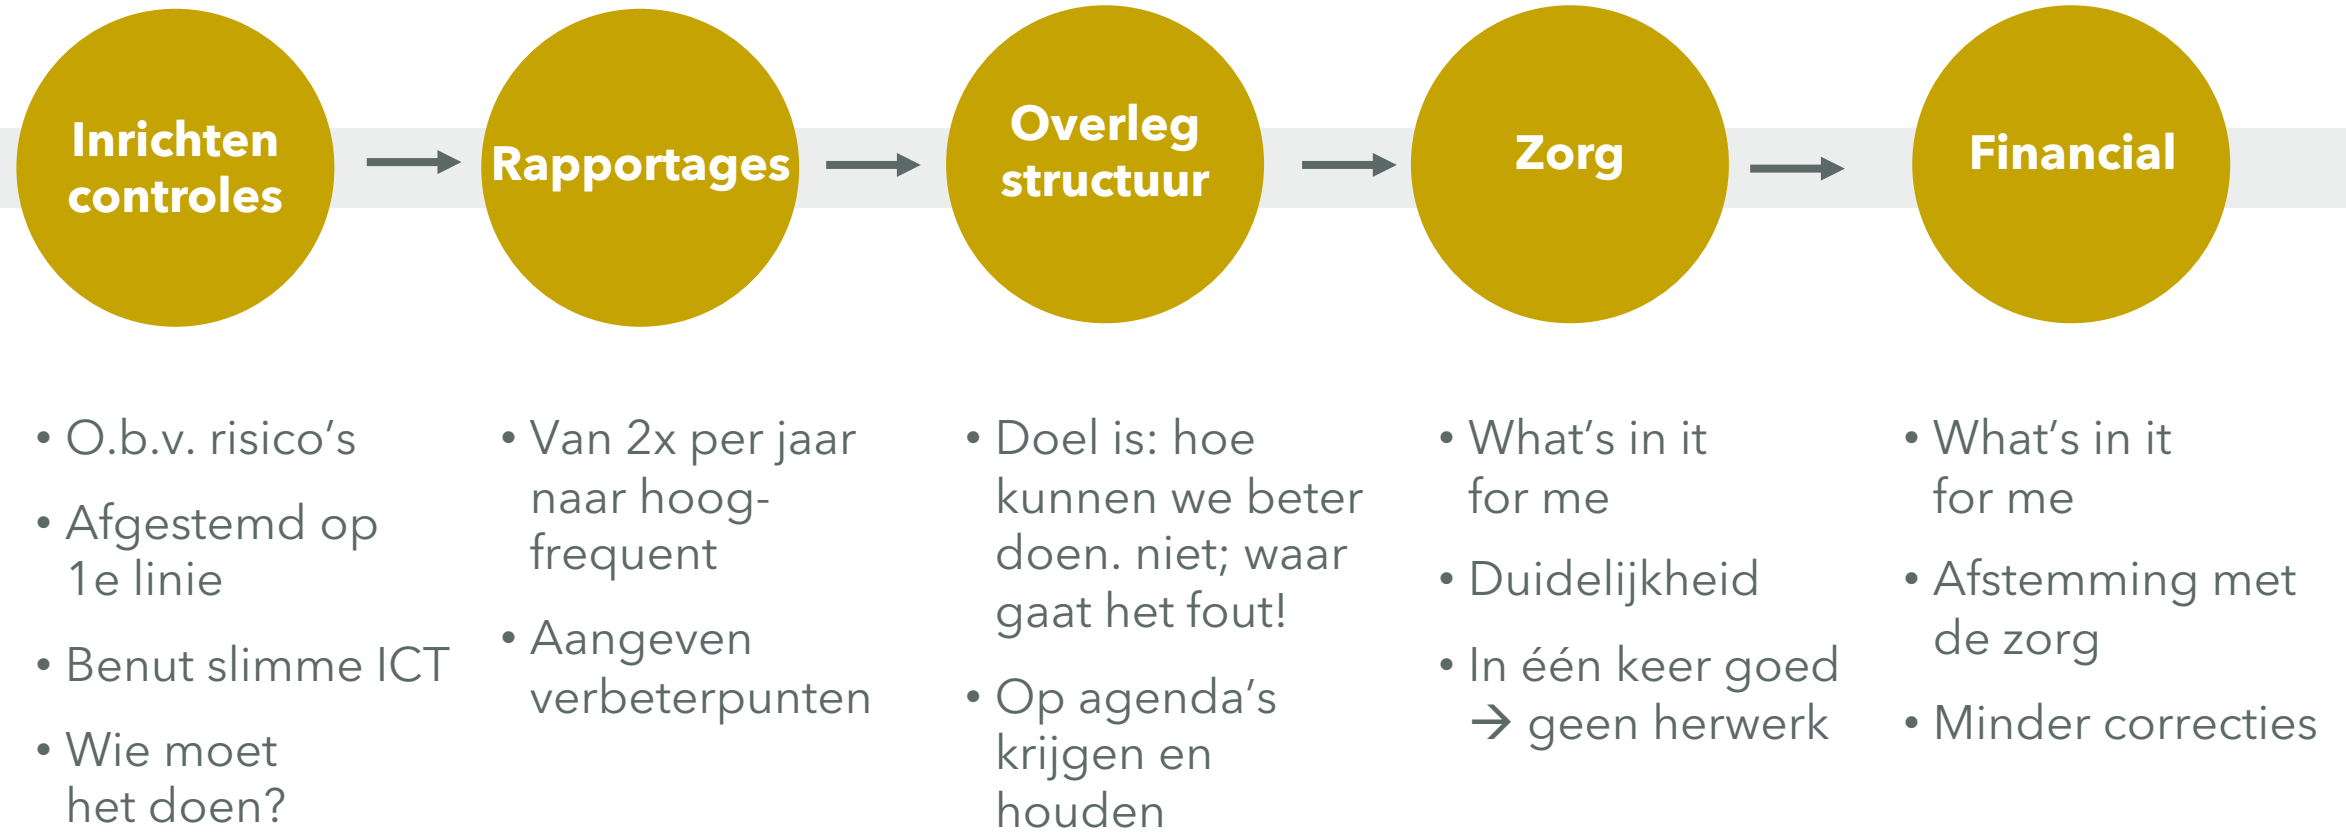 Inrichten
controles
Rapportages
Overleg
structuur
Zorg
Financial
• O.b.v. risico’s
• Afgestemd op
1e linie
• Benut slimme ICT
• Wie moet
het doen?
• Van 2x per jaar
naar hoog-
frequent
• Aangeven
verbeterpunten
• Doel is: hoe
kunnen we beter
doen. niet; waar
gaat het fout!
• Op agenda’s
krijgen en
houden
• What’s in it
for me
• Duidelijkheid
• In één keer goed
→ geen herwerk
• What’s in it
for me
• Afstemming met
de zorg
• Minder correcties